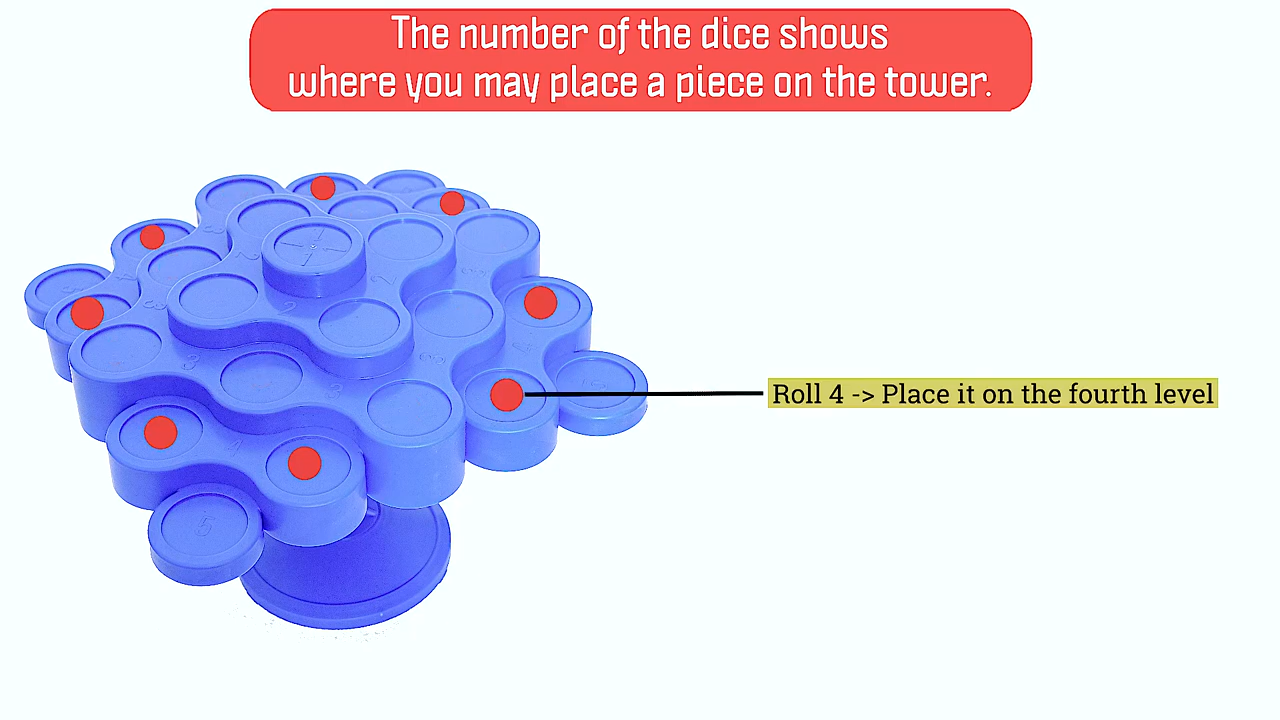 The number of the dice shows
where you may place a piece on the tower.
Roll 4 -> Place it on the fourth level
5